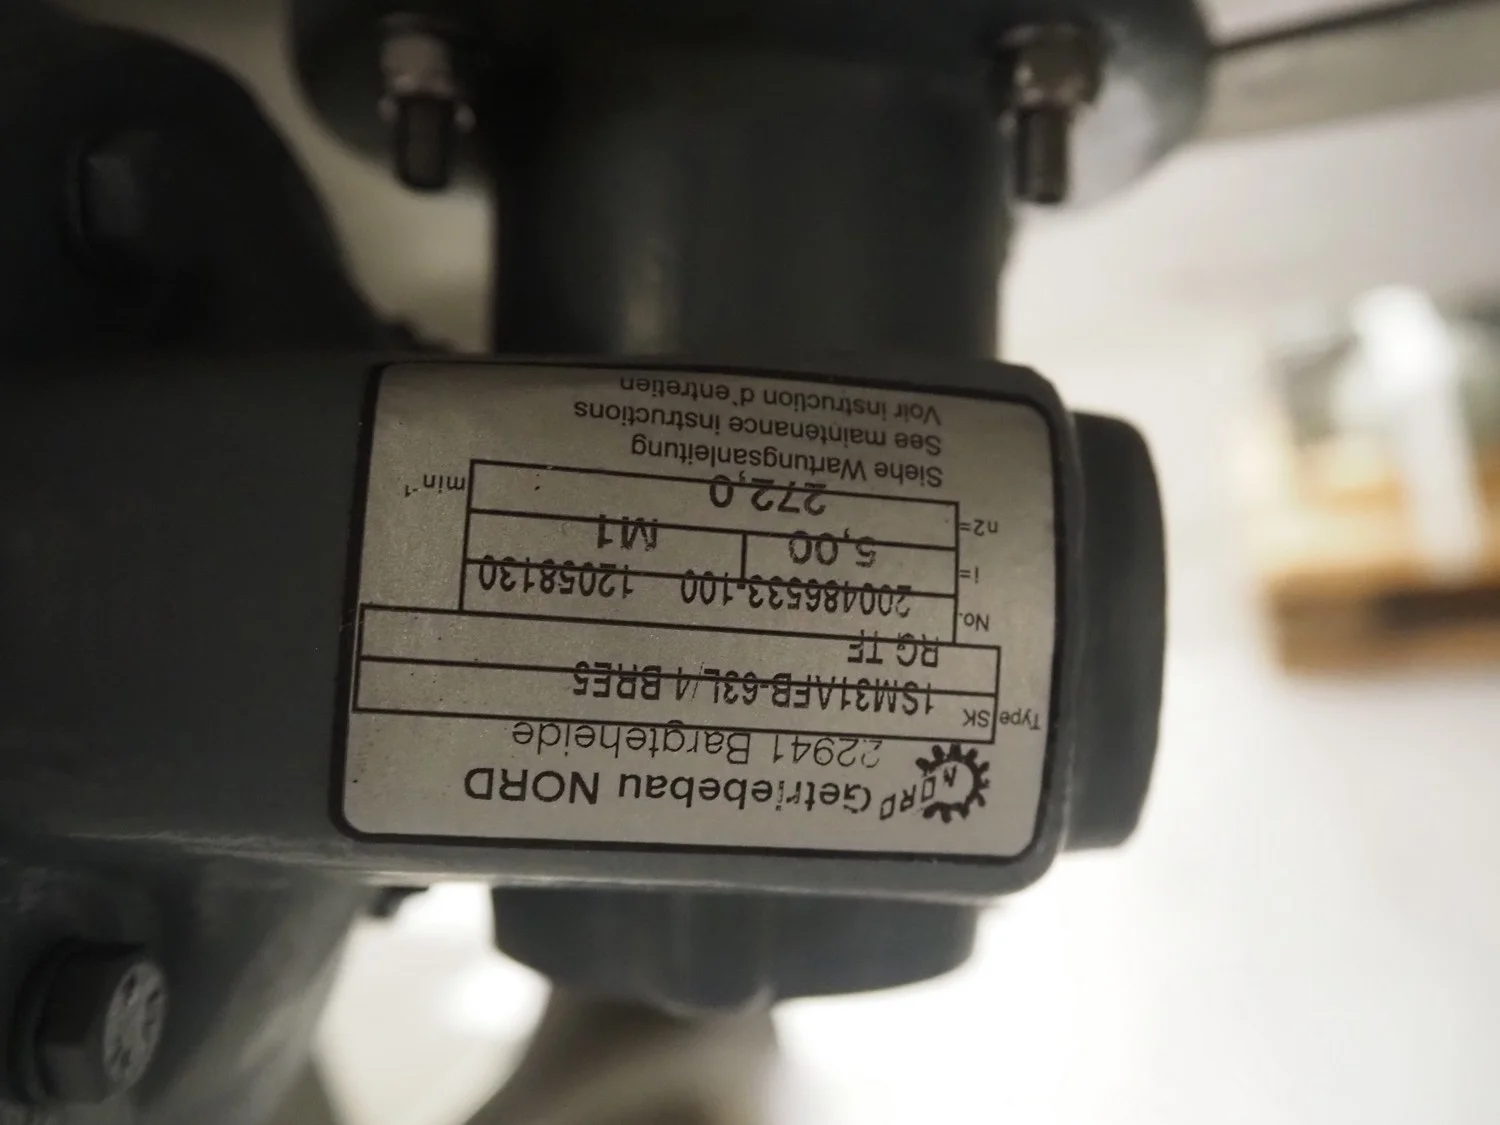 NORD Getriebebau NORD
22941 Bargteheide
Type SK 1SM31AFB-63L/4 BRE5
RG TF
No. 200486533-100 12058130
i= 5,00 M1
n2= 272,0 min-1
Siehe Wartungsanleitung
See maintenance instructions
Voir instruction d'entretien